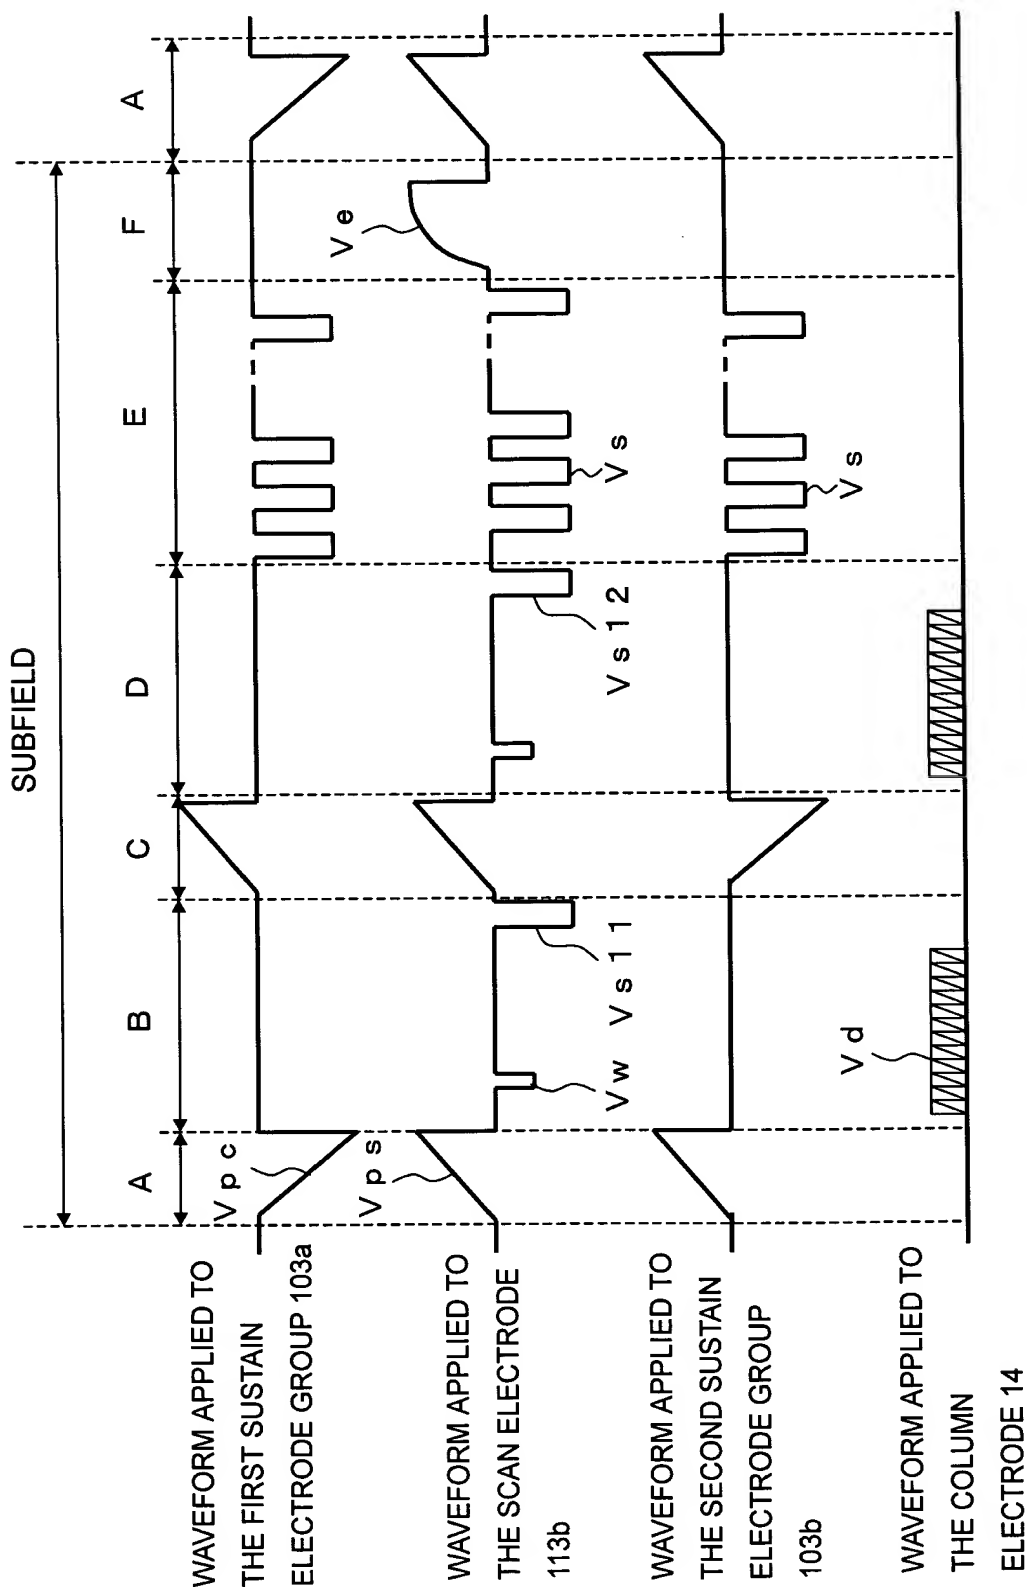 SUBFIELD
A
B
C
D
E
F
A
WAVEFORM APPLIED TO
THE FIRST SUSTAIN
ELECTRODE GROUP 103a
Vpc
WAVEFORM APPLIED TO
THE SCAN ELECTRODE
113b
Vps
Vw
Vs11
Vs12
Vs
Ve
WAVEFORM APPLIED TO
THE SECOND SUSTAIN
ELECTRODE GROUP
103b
Vs
WAVEFORM APPLIED TO
THE COLUMN
ELECTRODE 14
Vd